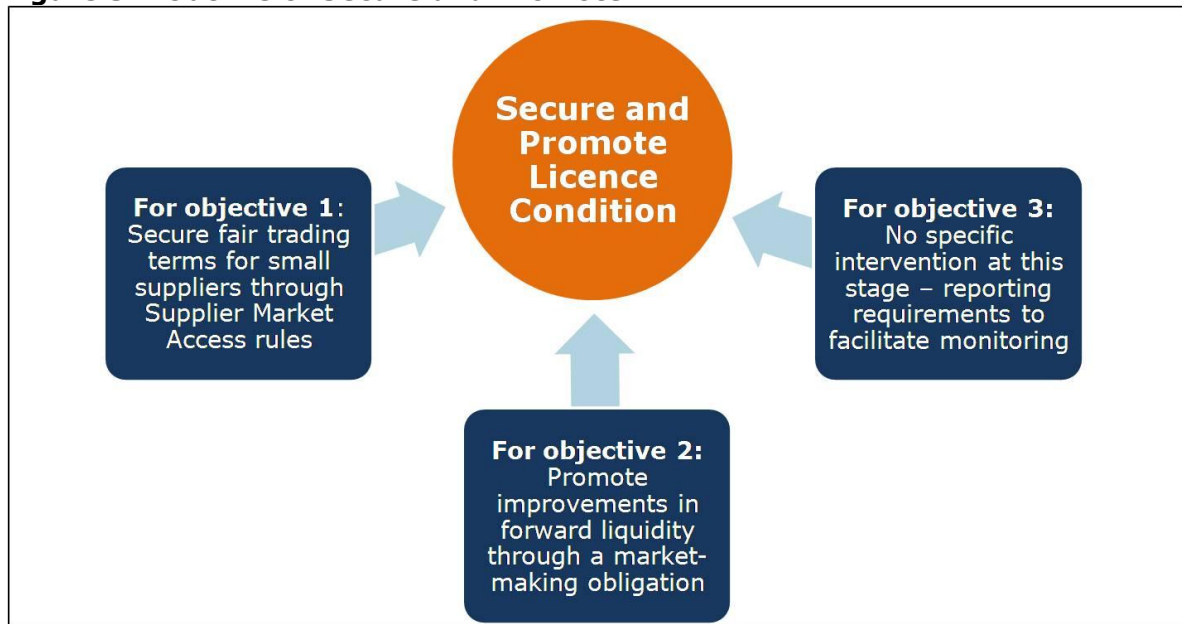 Secure and
Promote
Licence
Condition
For objective 1:
Secure fair trading
terms for small
suppliers through
Supplier Market
Access rules
For objective 2:
Promote
improvements in
forward liquidity
through a market-
making obligation
For objective 3:
No specific
intervention at this
stage – reporting
requirements to
facilitate monitoring